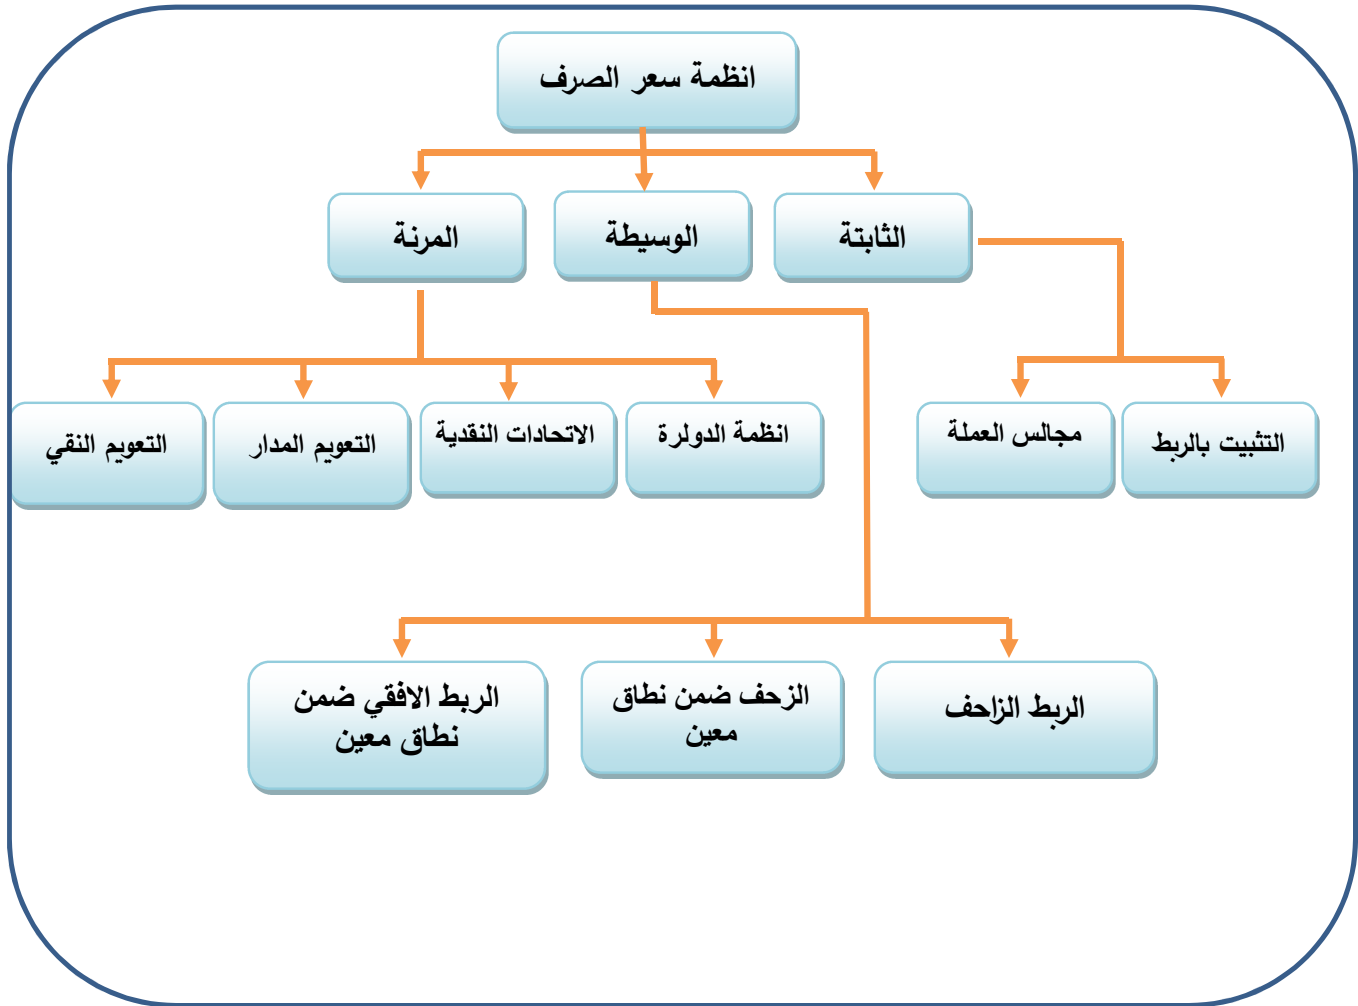 انظمة سعر الصرف
الثابتة
الوسيطة
المرنة
التثبيت بالربط
مجالس العملة
انظمة الدولرة
الاتحادات النقدية
التعويم المدار
التعويم النقي
الربط الزاحف
الزحف ضمن نطاق
معين
الربط الافقي ضمن
نطاق معين